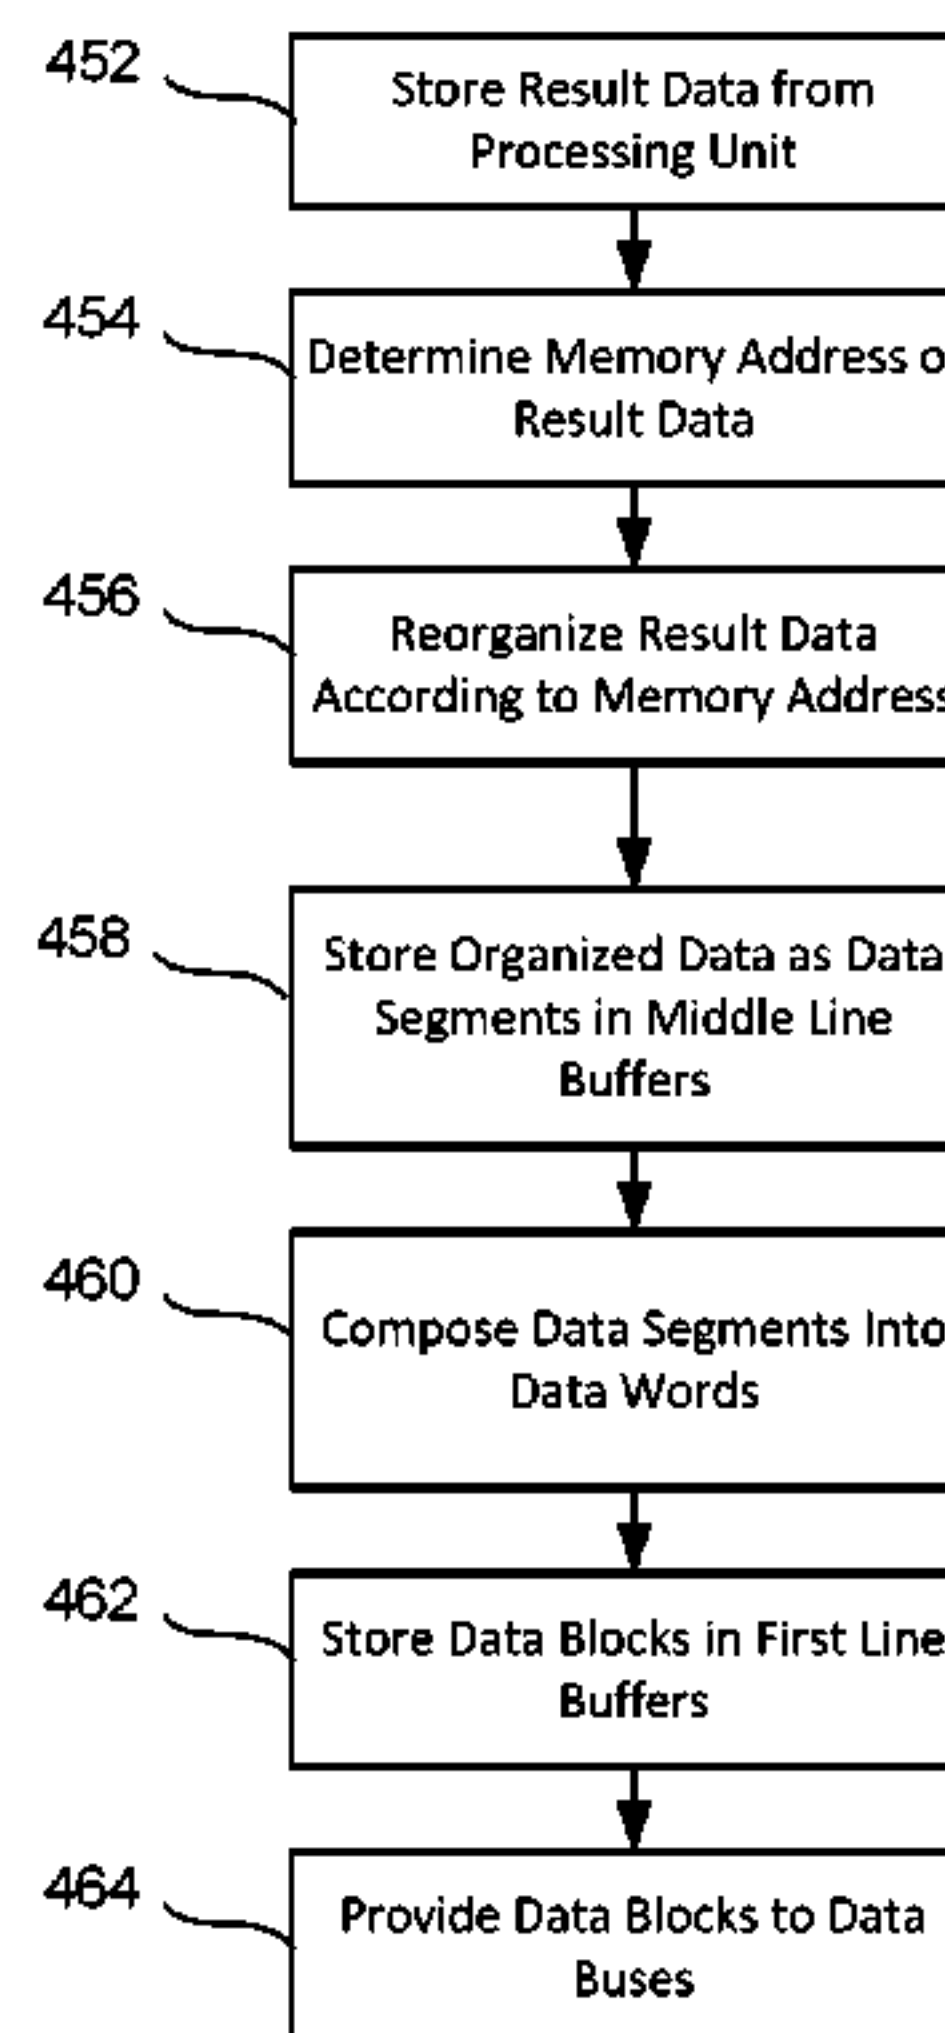 452
Store Result Data from
Processing Unit
454
Determine Memory Address
Result Data
456
Reorganize Result Data
According to Memory Address
458
Store Organized Data as Data
Segments in Middle Line
Buffers
460
Compose Data Segments Into
Data Words
462
Store Data Blocks in First Line
Buffers
464
Provide Data Blocks to Data
Buses